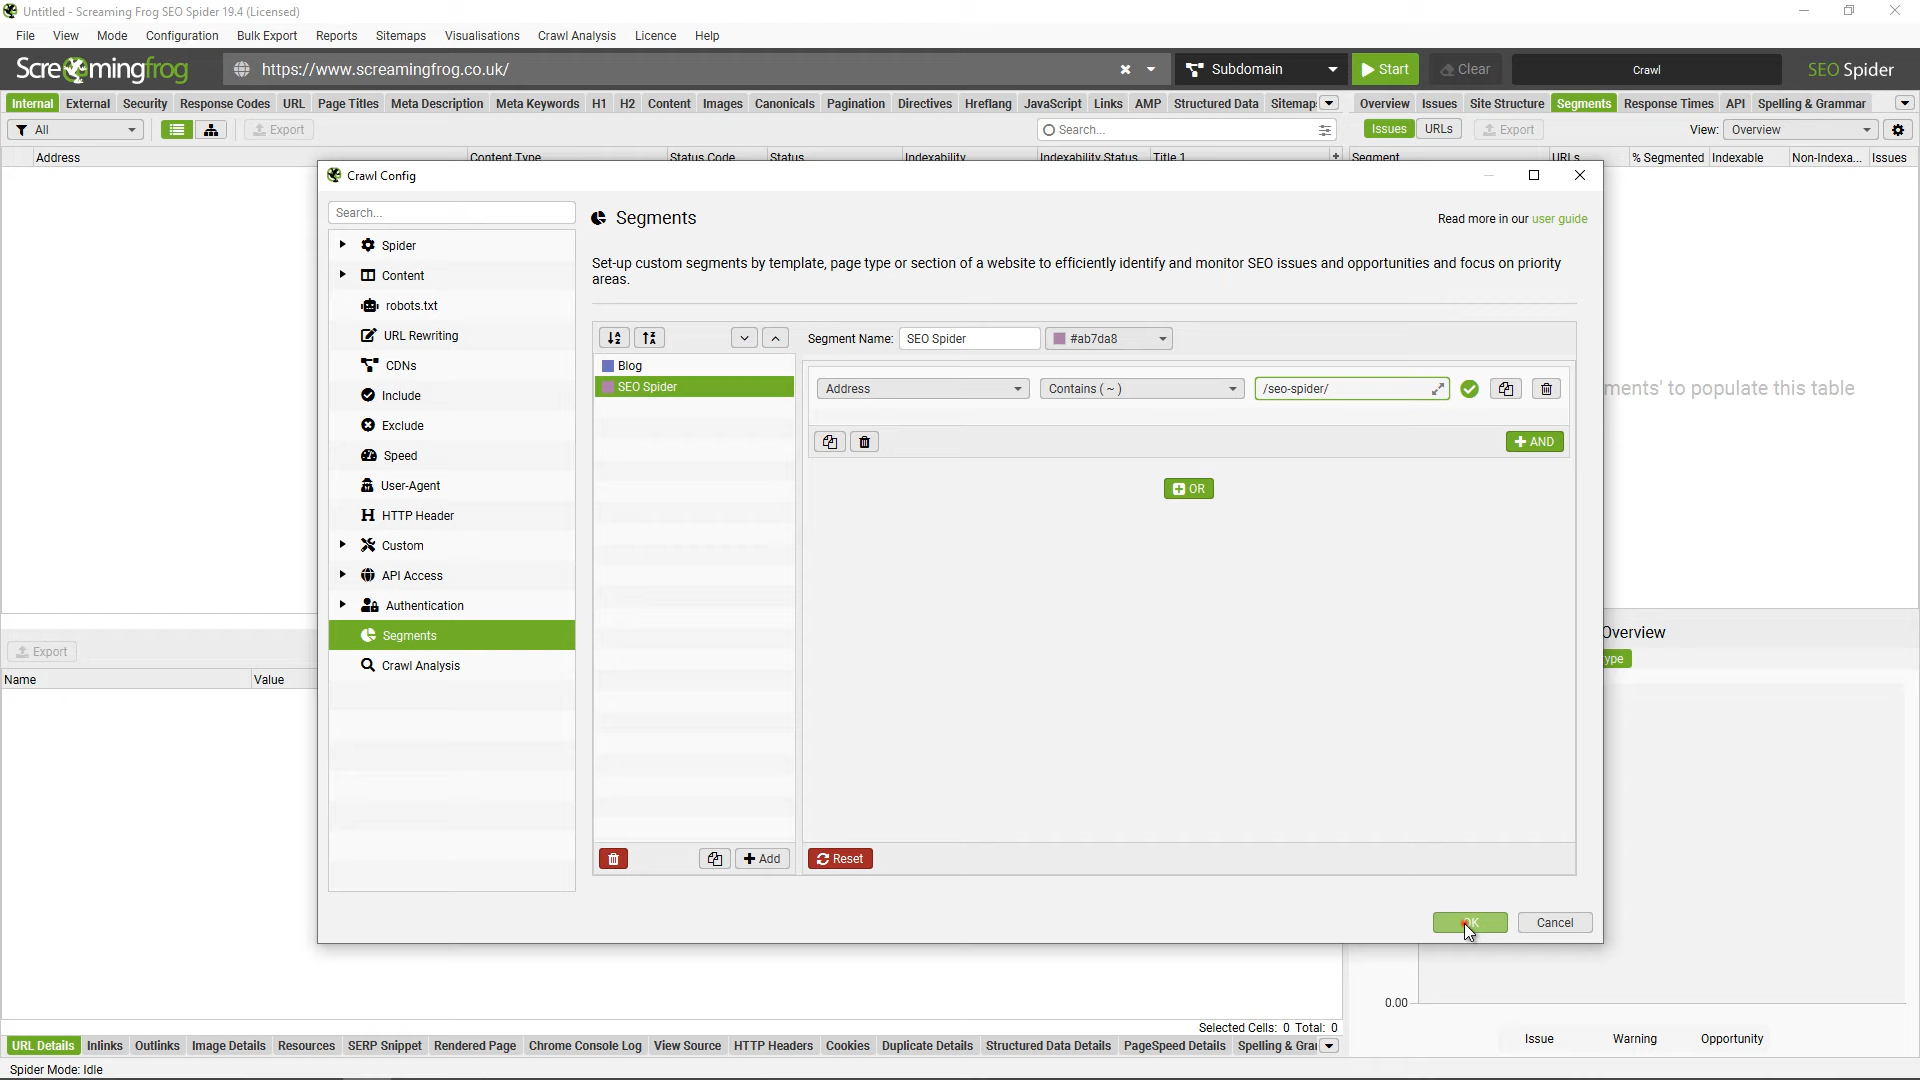 Untitled - Screaming Frog SEO Spider 19.4 (Licensed)
File View Mode Configuration Bulk Export Reports Sitemaps Visualisations Crawl Analysis Licence Help
Screamingfrog https://www.screamingfrog.co.uk/ Subdomain Start Clear Crawl SEO Spider
Internal External Security Response Codes URL Page Titles Meta Description Meta Keywords H1 H2 Content Images Canonicals Pagination Directives Hreflang JavaScript Links AMP Structured Data Sitemap Overview Issues Site Structure Segments Response Times API Spelling & Grammar
All Export Search... Issues URLs Export View: Overview
Address Content Type Status Code Status Indexability Indexability Status Title 1 Segment URLs % Segmented Indexable Non-Indexa... Issues
Crawl Config
Search...
Segments
Read more in our user guide
Set-up custom segments by template, page type or section of a website to efficiently identify and monitor SEO issues and opportunities and focus on priority
areas.
Spider
Content
robots.txt
URL Rewriting
CDNs
Include
Exclude
Speed
User-Agent
HTTP Header
Custom
API Access
Authentication
Segments
Crawl Analysis
Segment Name: SEO Spider #ab7da8
Blog
SEO Spider
Address Contains ( ~ ) /seo-spider/
AND
OR
Add Reset
OK Cancel
ments' to populate this table
Overview
ype
Export
Name Value
0.00
Issue Warning Opportunity
Selected Cells: 0 Total: 0
URL Details Inlinks Outlinks Image Details Resources SERP Snippet Rendered Page Chrome Console Log View Source HTTP Headers Cookies Duplicate Details Structured Data Details PageSpeed Details Spelling & Gra
Spider Mode: Idle